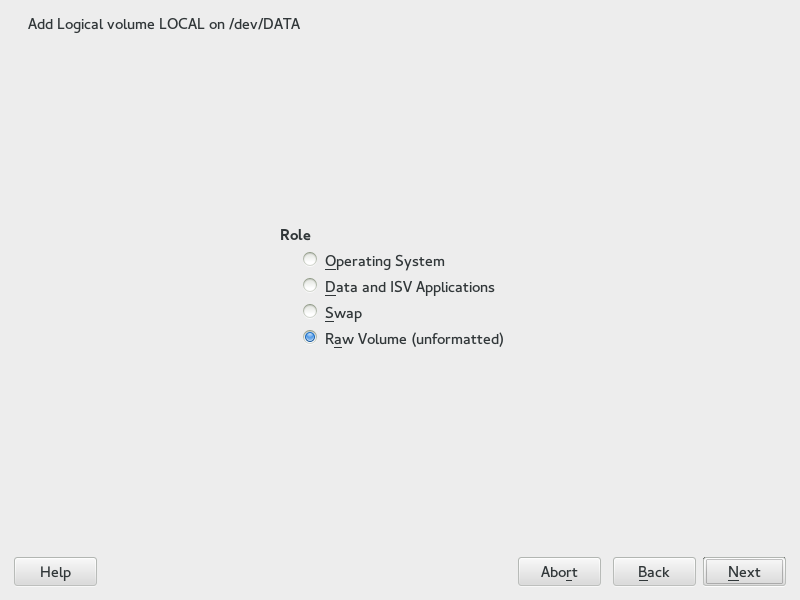 Add Logical volume LOCAL on /dev/DATA
Role
Operating System
Data and ISV Applications
Swap
Raw Volume (unformatted)
Help Abort Back Next